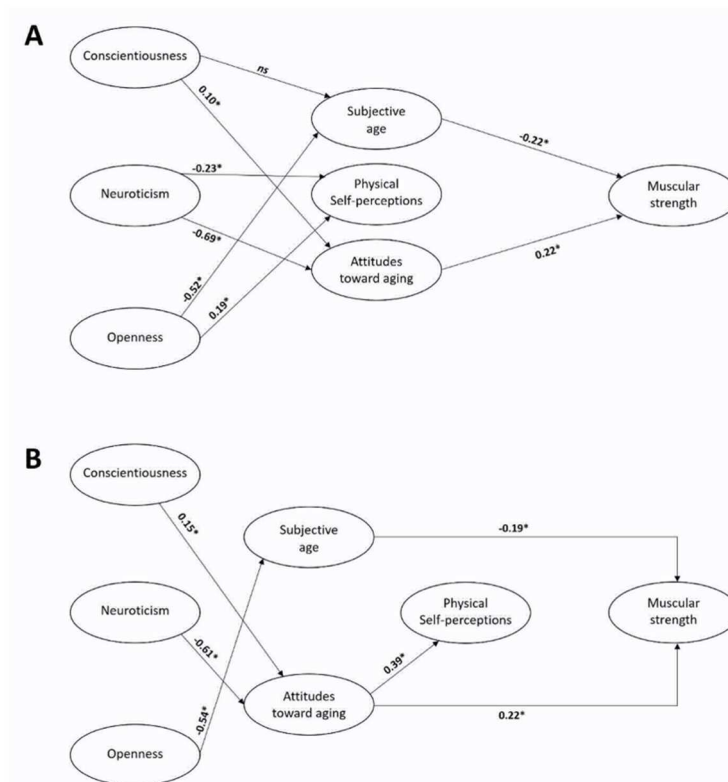 A
Conscientiousness
ns
0.10*
Subjective
age
-0.22*
-0.23*
Neuroticism
Physical
Self-perceptions
Muscular
strength
-0.69*
Attitudes
toward aging
0.22*
-0.52*
0.19*
Openness
B
Conscientiousness
0.15*
Subjective
age
-0.19*
Neuroticism
Physical
Self-perceptions
Muscular
strength
-0.61*
0.39*
Attitudes
toward aging
0.22*
-0.54*
Openness